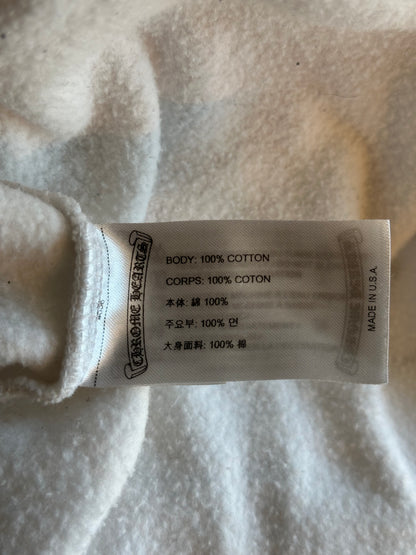 CHROME HEARTS
BODY: 100% COTTON
CORPS: 100% COTON
本体: 綿 100%
주요부: 100% 면
大身面料: 100% 棉
MADE IN U.S.A.